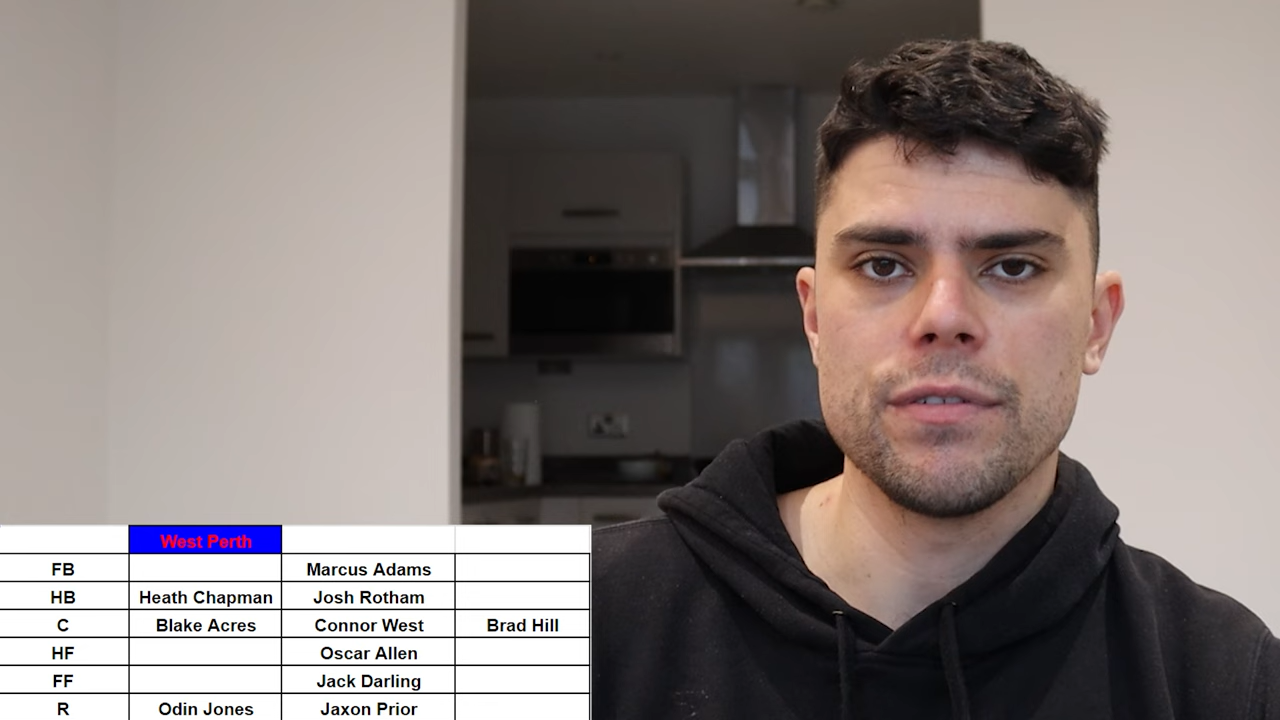 West Perth
FB Marcus Adams
HB Heath Chapman Josh Rotham
C Blake Acres Connor West Brad Hill
HF Oscar Allen
FF Jack Darling
R Odin Jones Jaxon Prior